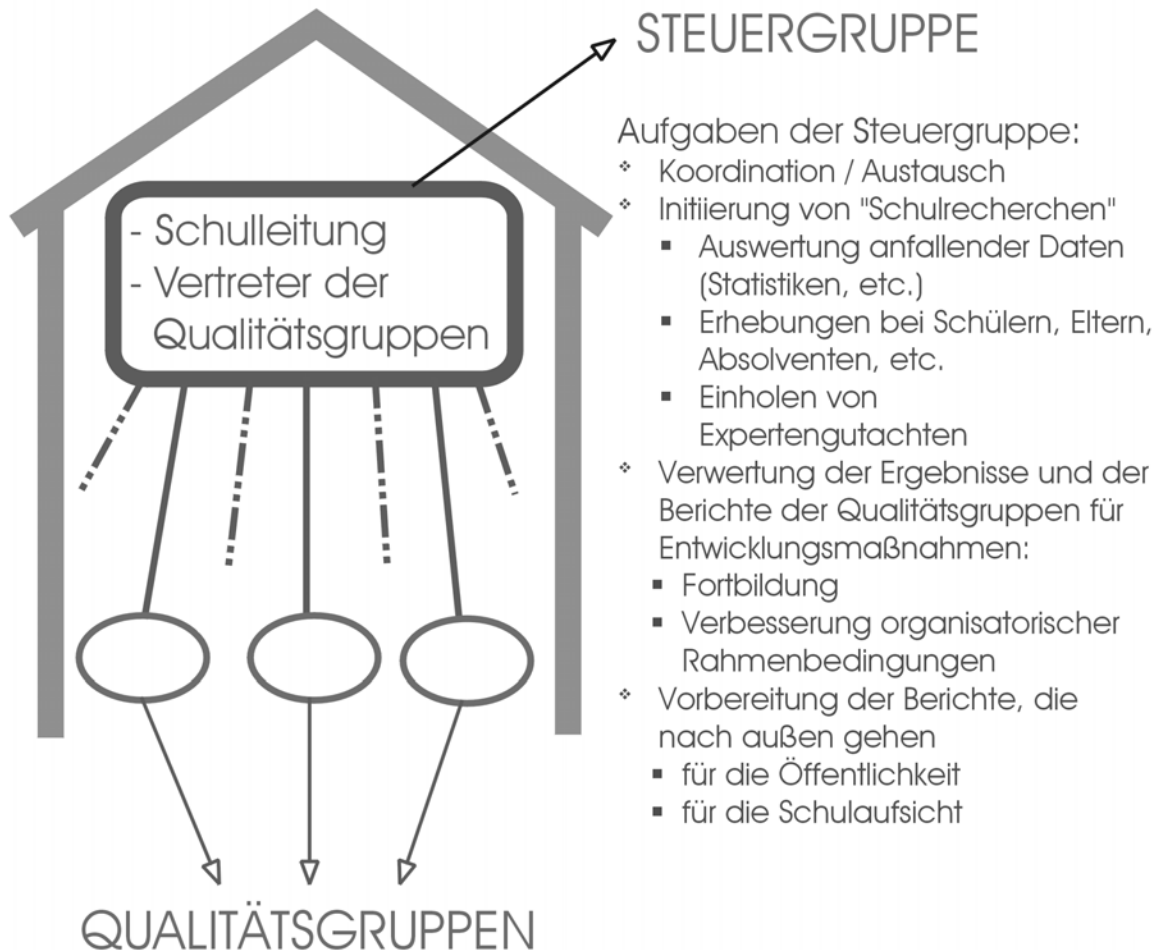 STEUERGRUPPE
- Schulleitung
- Vertreter der
Qualitätsgruppen
Aufgaben der Steuergruppe:
❖ Koordination / Austausch
❖ Initiierung von "Schulrecherchen"
▪ Auswertung anfallender Daten
(Statistiken, etc.)
▪ Erhebungen bei Schülern, Eltern,
Absolventen, etc.
▪ Einholen von
Expertengutachten
❖ Verwertung der Ergebnisse und der
Berichte der Qualitätsgruppen für
Entwicklungsmaßnahmen:
▪ Fortbildung
▪ Verbesserung organisatorischer
Rahmenbedingungen
❖ Vorbereitung der Berichte, die
nach außen gehen
▪ für die Öffentlichkeit
▪ für die Schulaufsicht
QUALITÄTSGRUPPEN